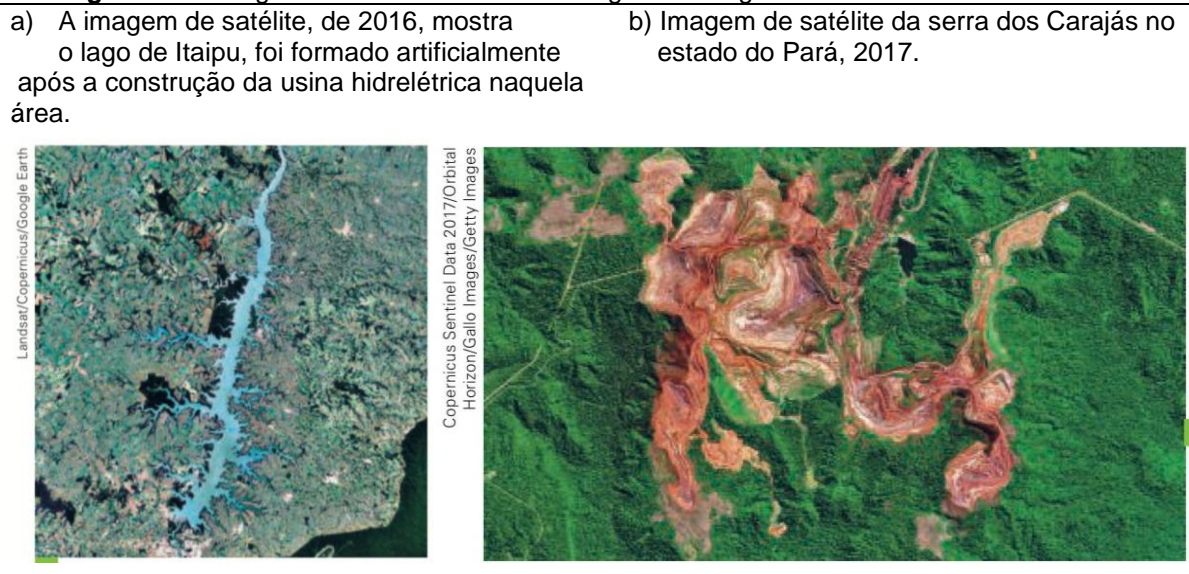 a) A imagem de satélite, de 2016, mostra
o lago de Itaipu, foi formado artificialmente
após a construção da usina hidrelétrica naquela
área.
b) Imagem de satélite da serra dos Carajás no
estado do Pará, 2017.
Landsat/Copernicus/Google Earth
Copernicus Sentinel Data 2017/Orbital
Horizon/Gallo Images/Getty Images